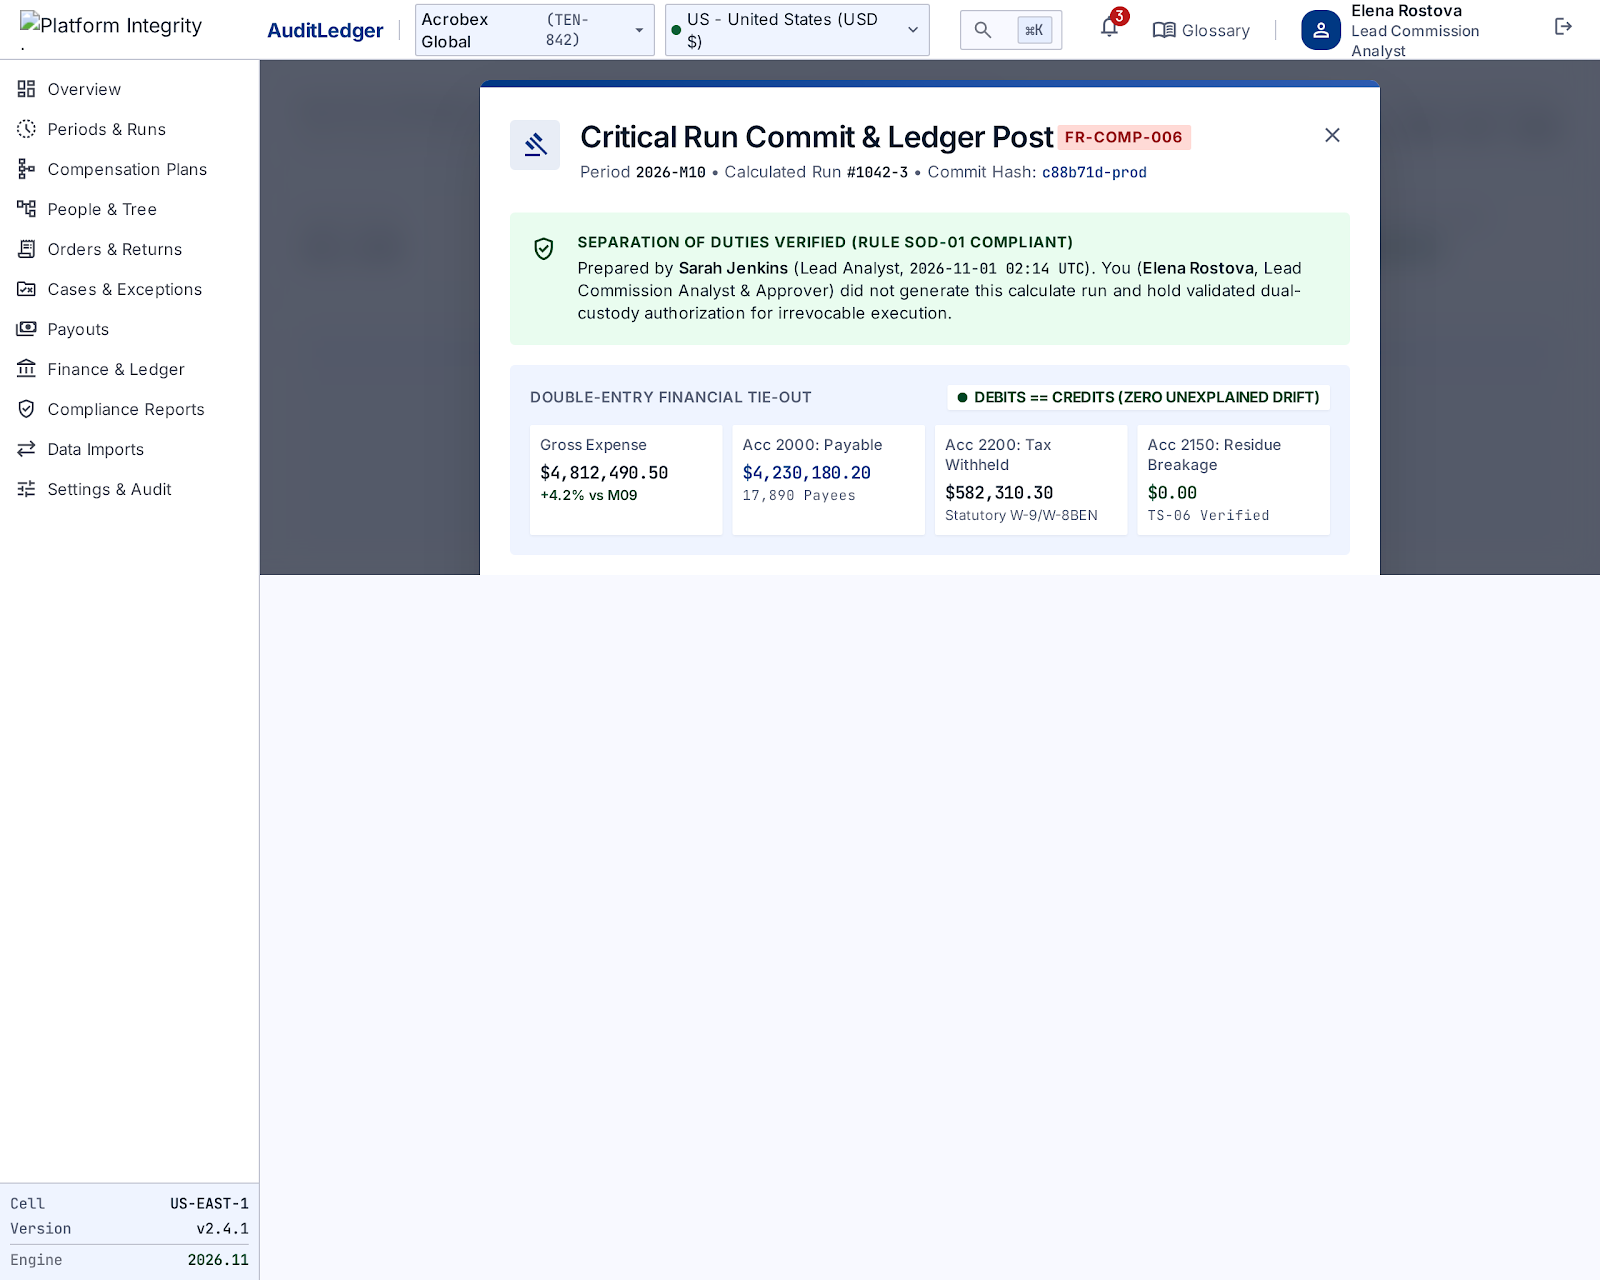 Platform Integrity
.
AuditLedger
Acrobex Global
(TEN-842)
US - United States (USD $)
⌘K
3
Glossary
Elena Rostova
Lead Commission Analyst
Overview
Periods & Runs
Compensation Plans
People & Tree
Orders & Returns
Cases & Exceptions
Payouts
Finance & Ledger
Compliance Reports
Data Imports
Settings & Audit
Cell US-EAST-1
Version v2.4.1
Engine 2026.11
Critical Run Commit & Ledger Post FR-COMP-006
Period 2026-M10 • Calculated Run #1042-3 • Commit Hash: c88b71d-prod
SEPARATION OF DUTIES VERIFIED (RULE SOD-01 COMPLIANT)
Prepared by Sarah Jenkins (Lead Analyst, 2026-11-01 02:14 UTC). You (Elena Rostova, Lead
Commission Analyst & Approver) did not generate this calculate run and hold validated dual-
custody authorization for irrevocable execution.
DOUBLE-ENTRY FINANCIAL TIE-OUT
DEBITS == CREDITS (ZERO UNEXPLAINED DRIFT)
Gross Expense
$4,812,490.50
+4.2% vs M09
Acc 2000: Payable
$4,230,180.20
17,890 Payees
Acc 2200: Tax
Withheld
$582,310.30
Statutory W-9/W-8BEN
Acc 2150: Residue
Breakage
$0.00
TS-06 Verified